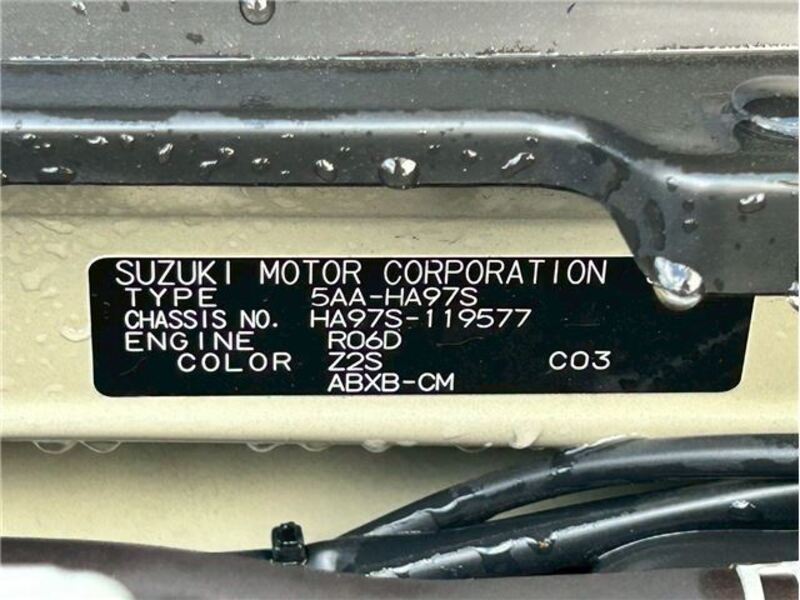 SUZUKI MOTOR CORPORATION
TYPE 5AA-HA97S
CHASSIS NO. HA97S-119577
ENGINE R06D
COLOR Z2S C03
ABXB-CM